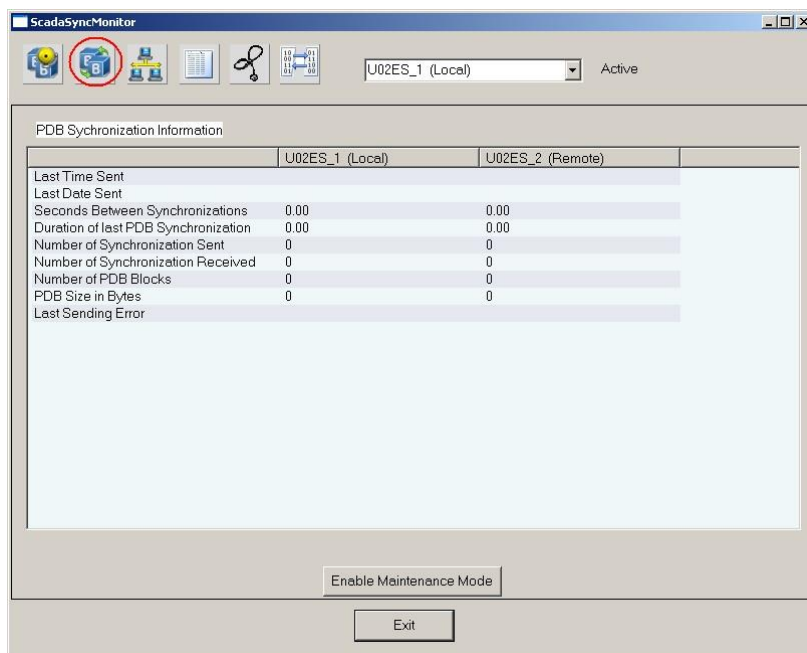 ScadaSyncMonitor
U02ES_1 (Local) Active
PDB Sychronization Information
U02ES_1 (Local) U02ES_2 (Remote)
Last Time Sent
Last Date Sent
Seconds Between Synchronizations 0.00 0.00
Duration of last PDB Synchronization 0.00 0.00
Number of Synchronization Sent 0 0
Number of Synchronization Received 0 0
Number of PDB Blocks 0 0
PDB Size in Bytes 0 0
Last Sending Error
Enable Maintenance Mode
Exit